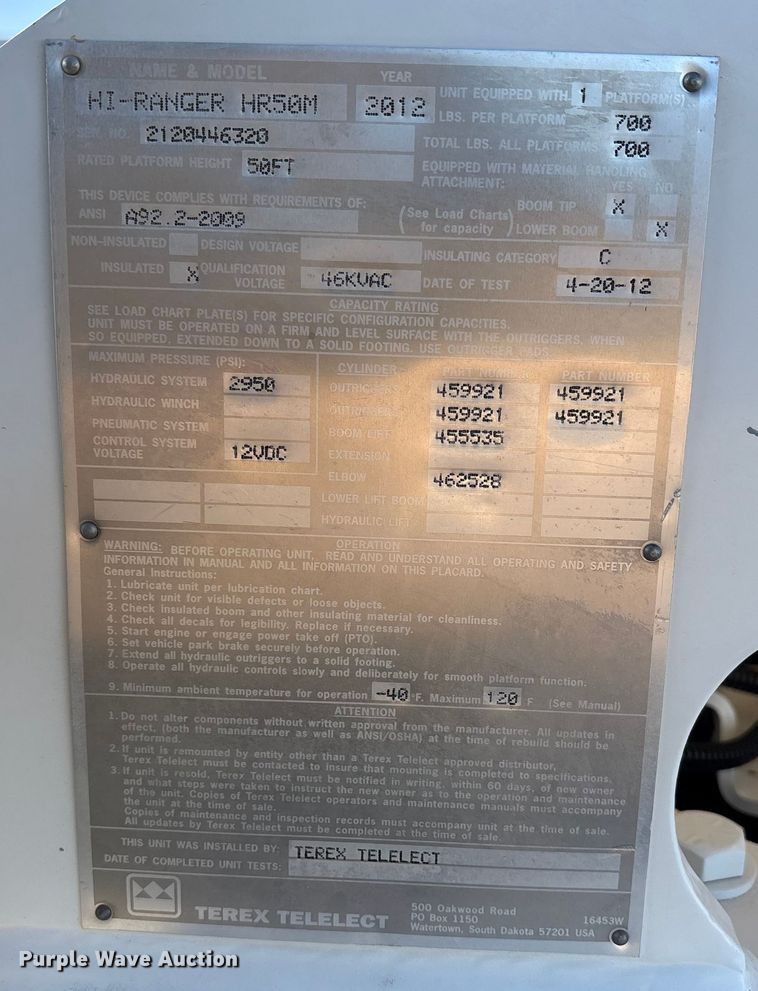 NAME & MODEL YEAR
HI-RANGER HR50M 2012
UNIT EQUIPPED WITH 1 PLATFORM(S)
LBS. PER PLATFORM 700
SER. NO. 2120446320
TOTAL LBS. ALL PLATFORMS 700
RATED PLATFORM HEIGHT 50FT
EQUIPPED WITH MATERIAL HANDLING
ATTACHMENT: YES NO
THIS DEVICE COMPLIES WITH REQUIREMENTS OF:
ANSI A92.2-2009
(See Load Charts
for capacity)
BOOM TIP X
LOWER BOOM X
NON-INSULATED DESIGN VOLTAGE INSULATING CATEGORY C
INSULATED X QUALIFICATION
VOLTAGE 46KVAC DATE OF TEST 4-20-12
CAPACITY RATING
SEE LOAD CHART PLATE(S) FOR SPECIFIC CONFIGURATION CAPACITIES.
UNIT MUST BE OPERATED ON A FIRM AND LEVEL SURFACE WITH THE OUTRIGGERS, WHEN
SO EQUIPPED, EXTENDED DOWN TO A SOLID FOOTING. USE OUTRIGGER PADS.
MAXIMUM PRESSURE (PSI):
HYDRAULIC SYSTEM 2950
HYDRAULIC WINCH
PNEUMATIC SYSTEM
CONTROL SYSTEM
VOLTAGE 12VDC
CYLINDER PART NUMBER PART NUMBER
OUTRIGGER 459921 459921
OUTRIGGER 459921 459921
BOOM LIFT 455535
EXTENSION
ELBOW 462528
LOWER LIFT BOOM
HYDRAULIC LIFT
OPERATION
WARNING: BEFORE OPERATING UNIT, READ AND UNDERSTAND ALL OPERATING AND SAFETY
INFORMATION IN MANUAL AND ALL INFORMATION ON THIS PLACARD.
General Instructions:
1. Lubricate unit per lubrication chart.
2. Check unit for visible defects or loose objects.
3. Check insulated boom and other insulating material for cleanliness.
4. Check all decals for legibility. Replace if necessary.
5. Start engine or engage power take off (PTO).
6. Set vehicle park brake securely before operation.
7. Extend all hydraulic outriggers to a solid footing.
8. Operate all hydraulic controls slowly and deliberately for smooth platform function.
9. Minimum ambient temperature for operation -40 °F. Maximum 120 F (See Manual)
ATTENTION
1. Do not alter components without written approval from the manufacturer. All updates in
effect, (both the manufacturer as well as ANSI/OSHA) at the time of rebuild should be
performed.
2. If unit is remounted by entity other than a Terex Telelect approved distributor,
Terex Telelect must be contacted to insure that mounting is completed to specifications.
3. If unit is resold, Terex Telelect must be notified in writing, within 60 days, of new owner
and what steps were taken to instruct the new owner as to the operation and maintenance
of the unit. Copies of Terex Telelect operators and maintenance manuals must accompany
the unit at the time of sale.
Copies of maintenance and inspection records must accompany unit at the time of sale.
All updates by Terex Telelect must be completed at the time of sale.
THIS UNIT WAS INSTALLED BY: TEREX TELELECT
DATE OF COMPLETED UNIT TESTS:
TEREX TELELECT
500 Oakwood Road
PO Box 1150
Watertown, South Dakota 57201 USA
16453W
Purple Wave Auction